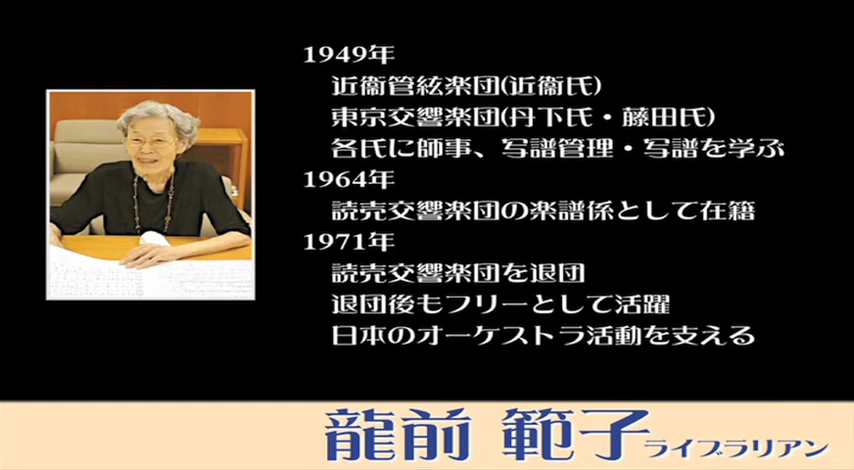 1949年
近衞管絃楽団(近衞氏)
東京交響楽団(丹下氏・藤田氏)
各氏に師事、写譜管理・写譜を学ぶ
1964年
読売交響楽団の楽譜係として在籍
1971年
読売交響楽団を退団
退団後もフリーとして活躍
日本のオーケストラ活動を支える
龍前 範子 ライブラリアン